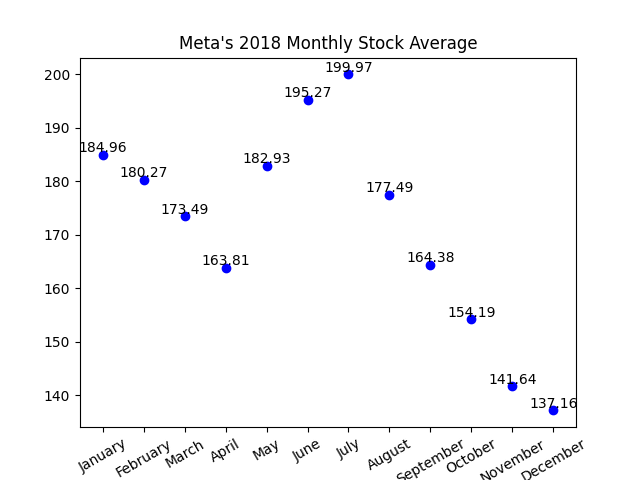 Meta's 2018 Monthly Stock Average
200
190
180
170
160
150
140
184.96
180.27
173.49
163.81
182.93
195.27
199.97
177.49
164.38
154.19
141.64
137.16
January
February
March
April
May
June
July
August
September
October
November
December